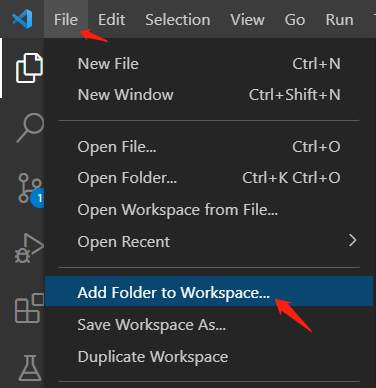 File Edit Selection View Go Run T
New File Ctrl+N
New Window Ctrl+Shift+N
Open File... Ctrl+O
Open Folder... Ctrl+K Ctrl+O
Open Workspace from File...
Open Recent
1
Add Folder to Workspace...
Save Workspace As...
Duplicate Workspace